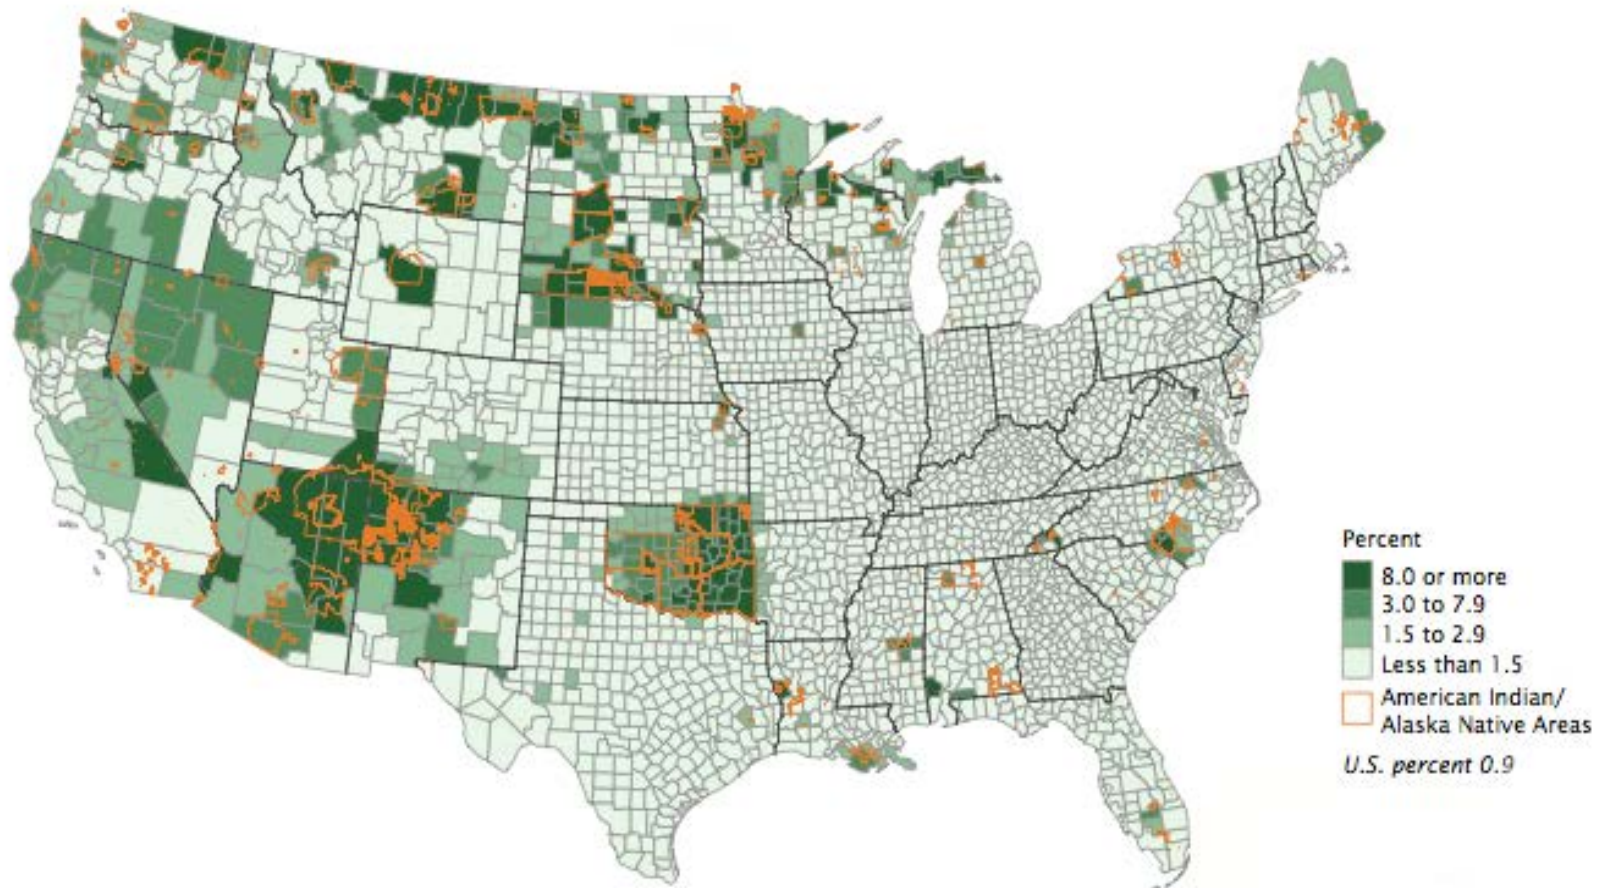 Percent
8.0 or more
3.0 to 7.9
1.5 to 2.9
Less than 1.5
American Indian/
Alaska Native Areas
U.S. percent 0.9